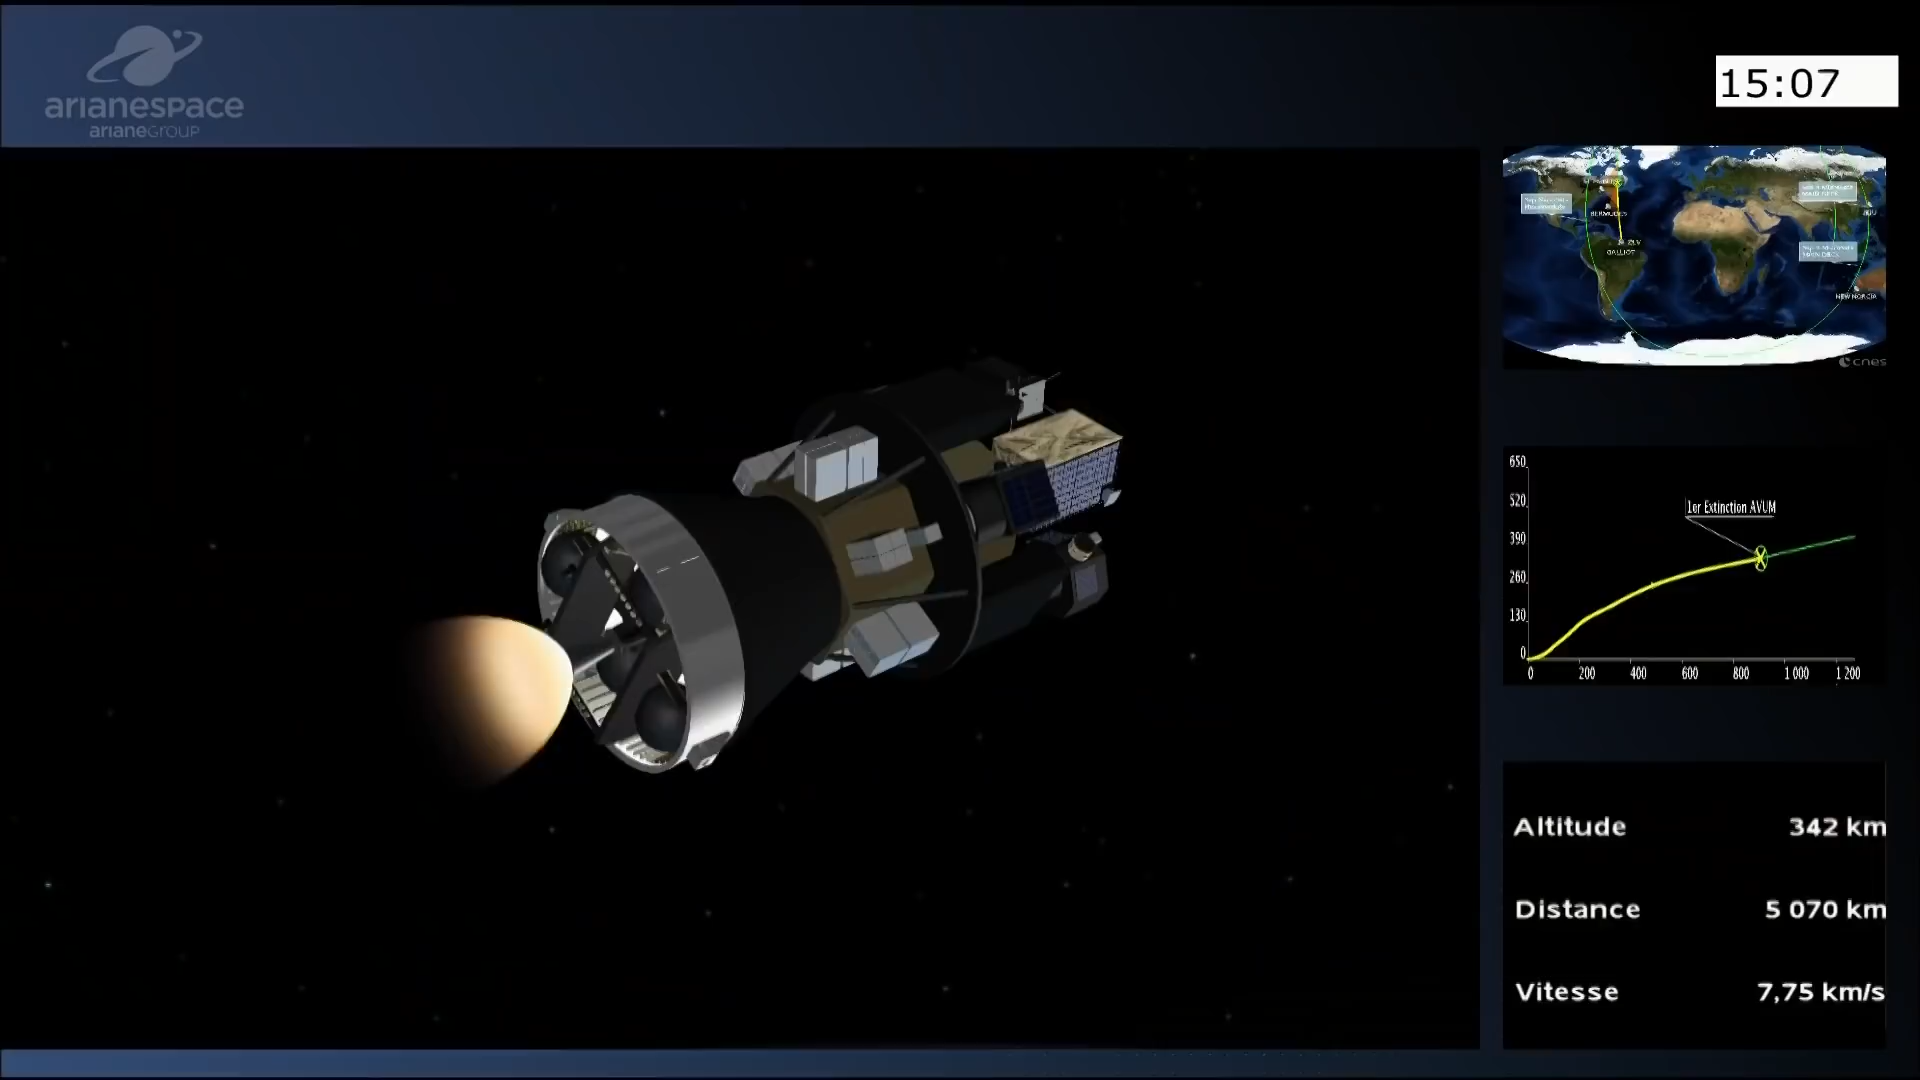 arianespace
arianeGROUP
15:07
BERMUDES
GALLIOT
NEW NORCIA
cnes
650
520
390
260
130
0
1er Extinction AVUM
0 200 400 600 800 1 000 1 200
Altitude 342 km
Distance 5 070 km
Vitesse 7,75 km/s